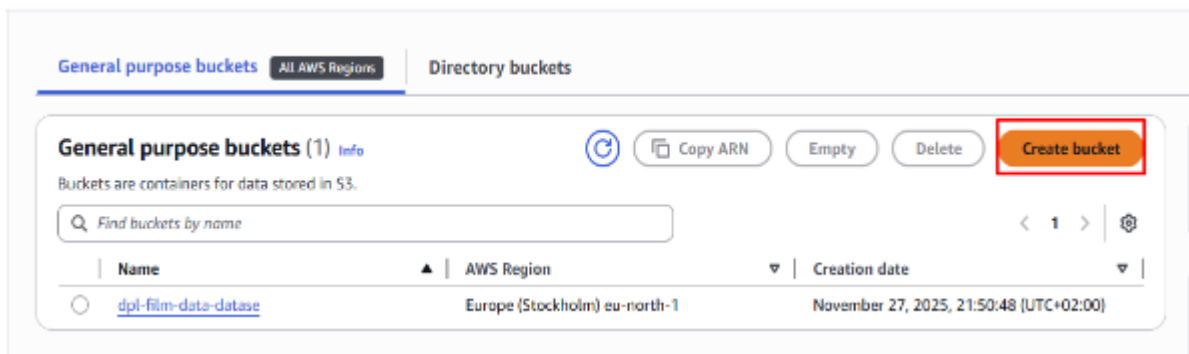 General purpose buckets All AWS Regions Directory buckets
General purpose buckets (1) Info Copy ARN Empty Delete Create bucket
Buckets are containers for data stored in S3.
Find buckets by name 1
Name AWS Region Creation date
dpl-film-data-datase Europe (Stockholm) eu-north-1 November 27, 2025, 21:50:48 (UTC+02:00)